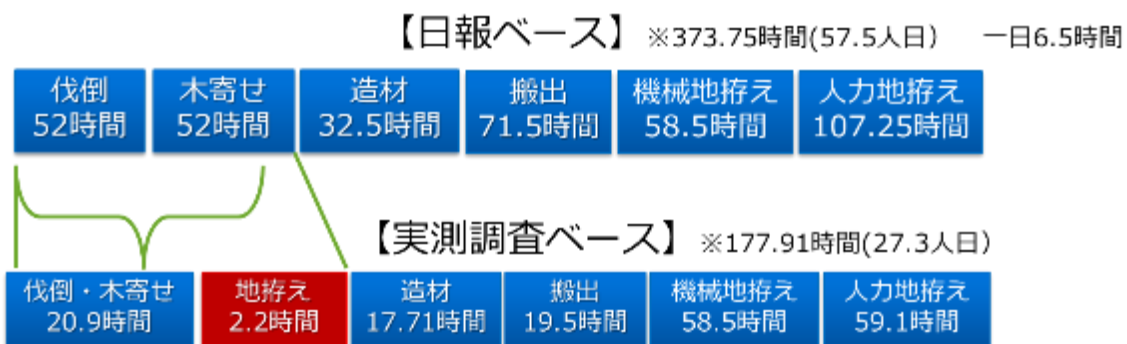 【日報ベース】 ※373.75時間(57.5人日) 一日6.5時間
伐倒
52時間
木寄せ
52時間
造材
32.5時間
搬出
71.5時間
機械地拵え
58.5時間
人力地拵え
107.25時間
【実測調査ベース】 ※177.91時間(27.3人日)
伐倒・木寄せ
20.9時間
地拵え
2.2時間
造材
17.71時間
搬出
19.5時間
機械地拵え
58.5時間
人力地拵え
59.1時間